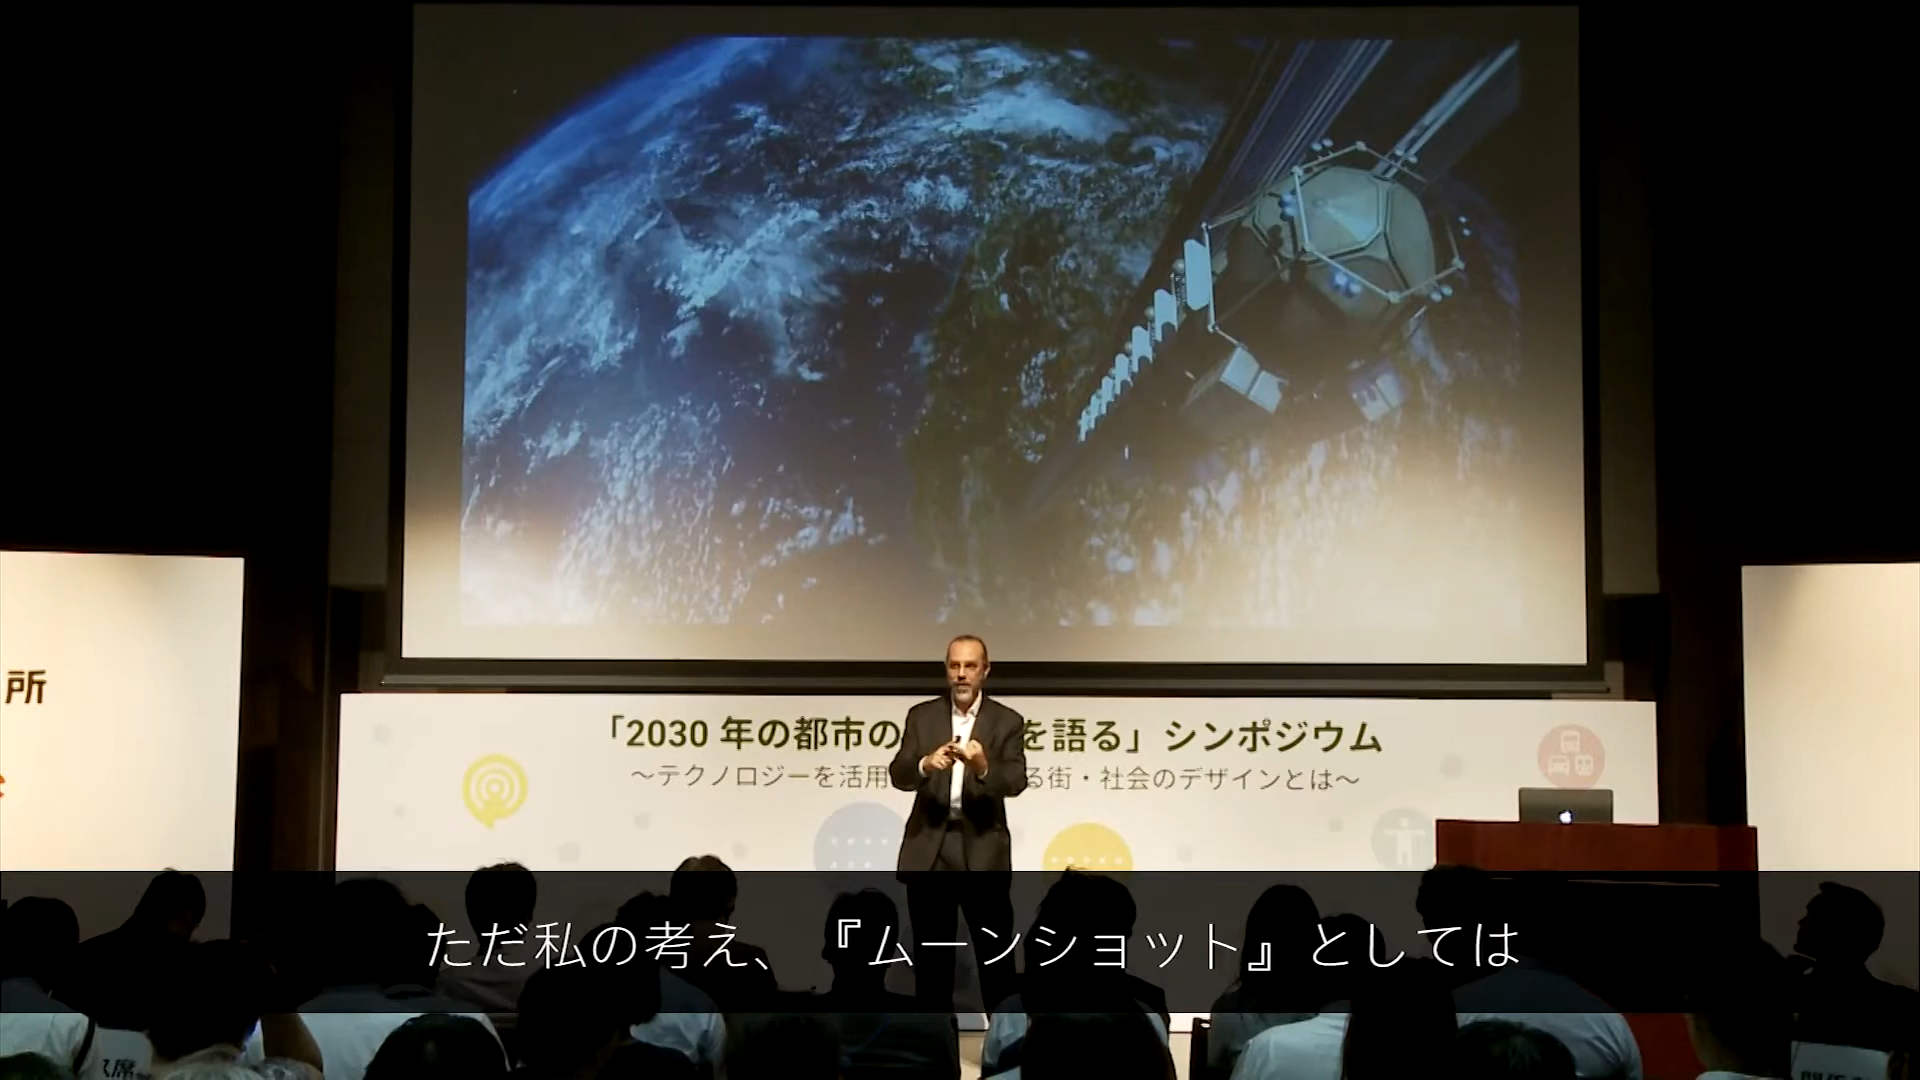 所
「2030 年の都市の
を語る」シンポジウム
〜テクノロジーを活用
る街・社会のデザインとは〜
ただ私の考え、『ムーンショット』としては
席